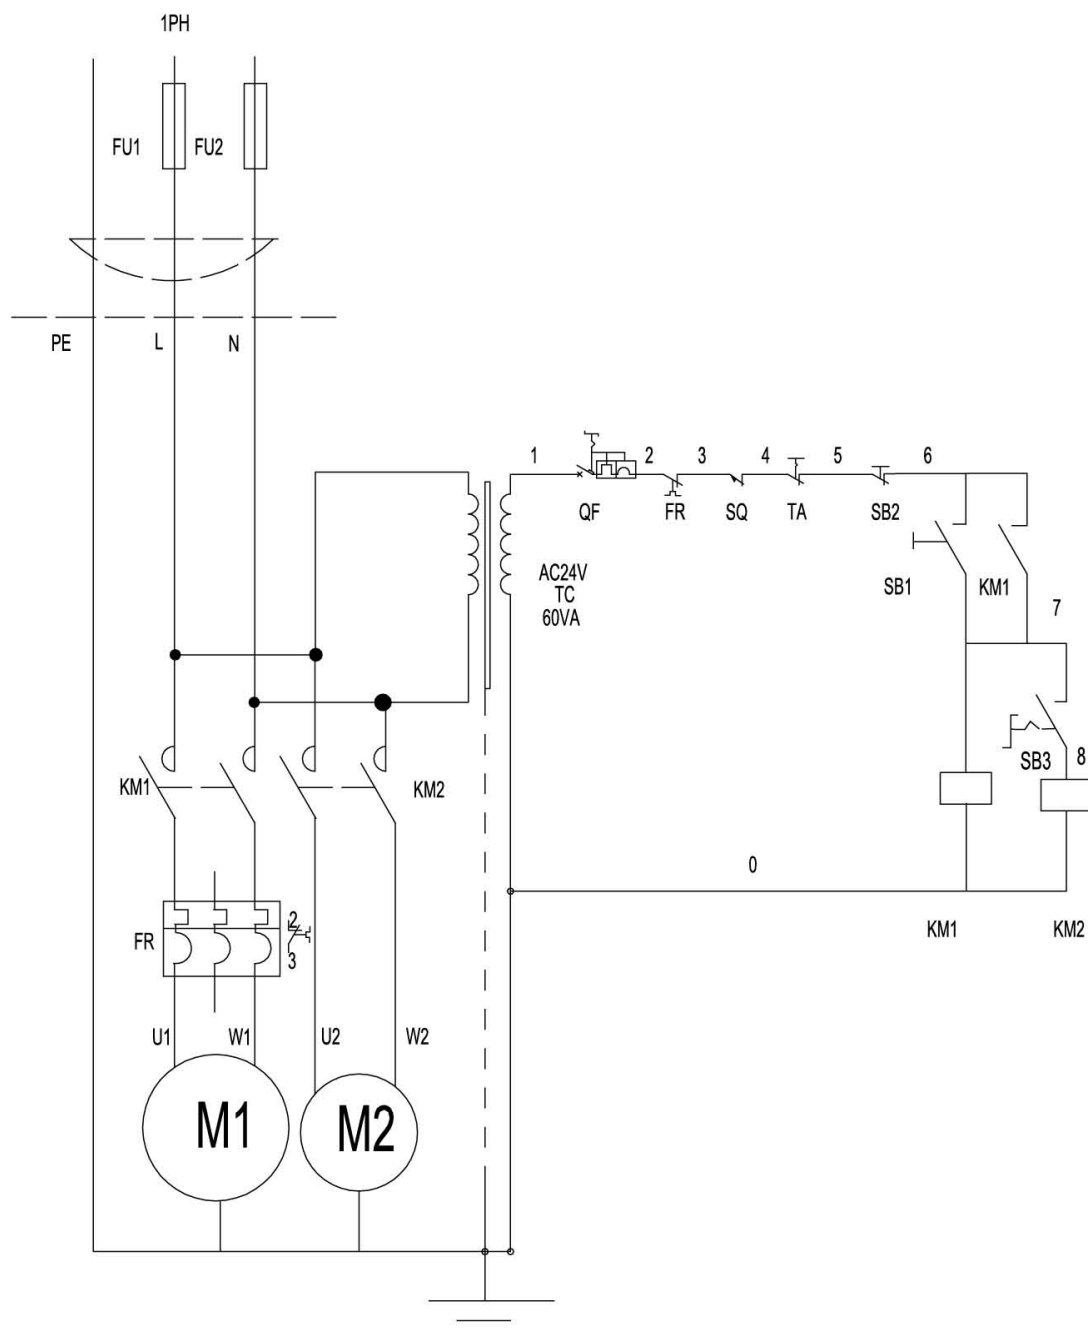 1PH
FU1 FU2
PE L N
1 2 3 4 5 6
QF FR SQ TA SB2
AC24V
TC
60VA
SB1 KM1
7
SB3 8
KM1 KM2
0
2
FR
3
KM1 KM2
U1 W1 U2 W2
M1 M2